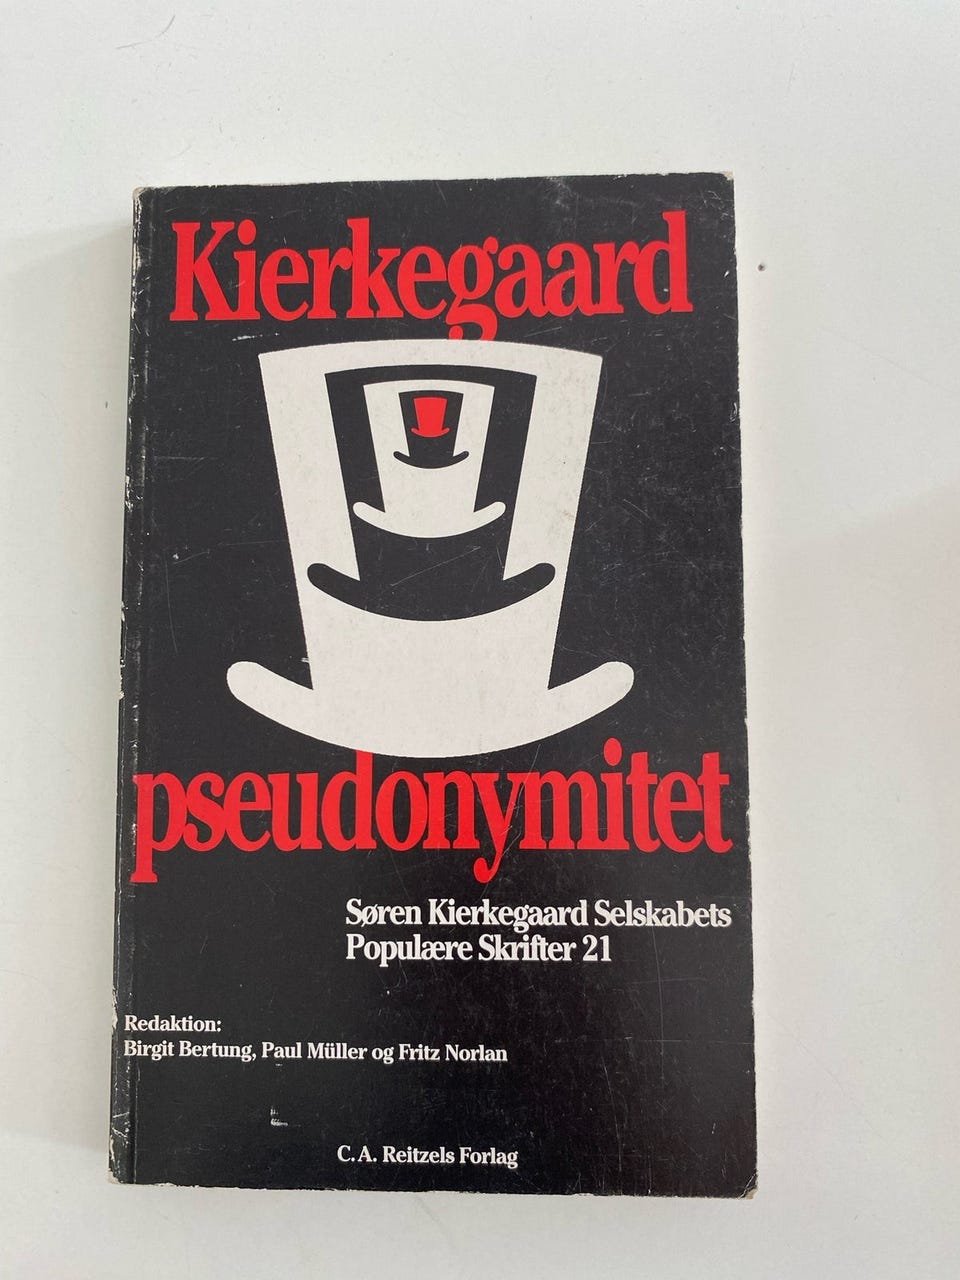 Kierkegaard
pseudonymitet
Søren Kierkegaard Selskabets
Populære Skrifter 21
Redaktion:
Birgit Bertung, Paul Müller og Fritz Norlan
C. A. Reitzels Forlag